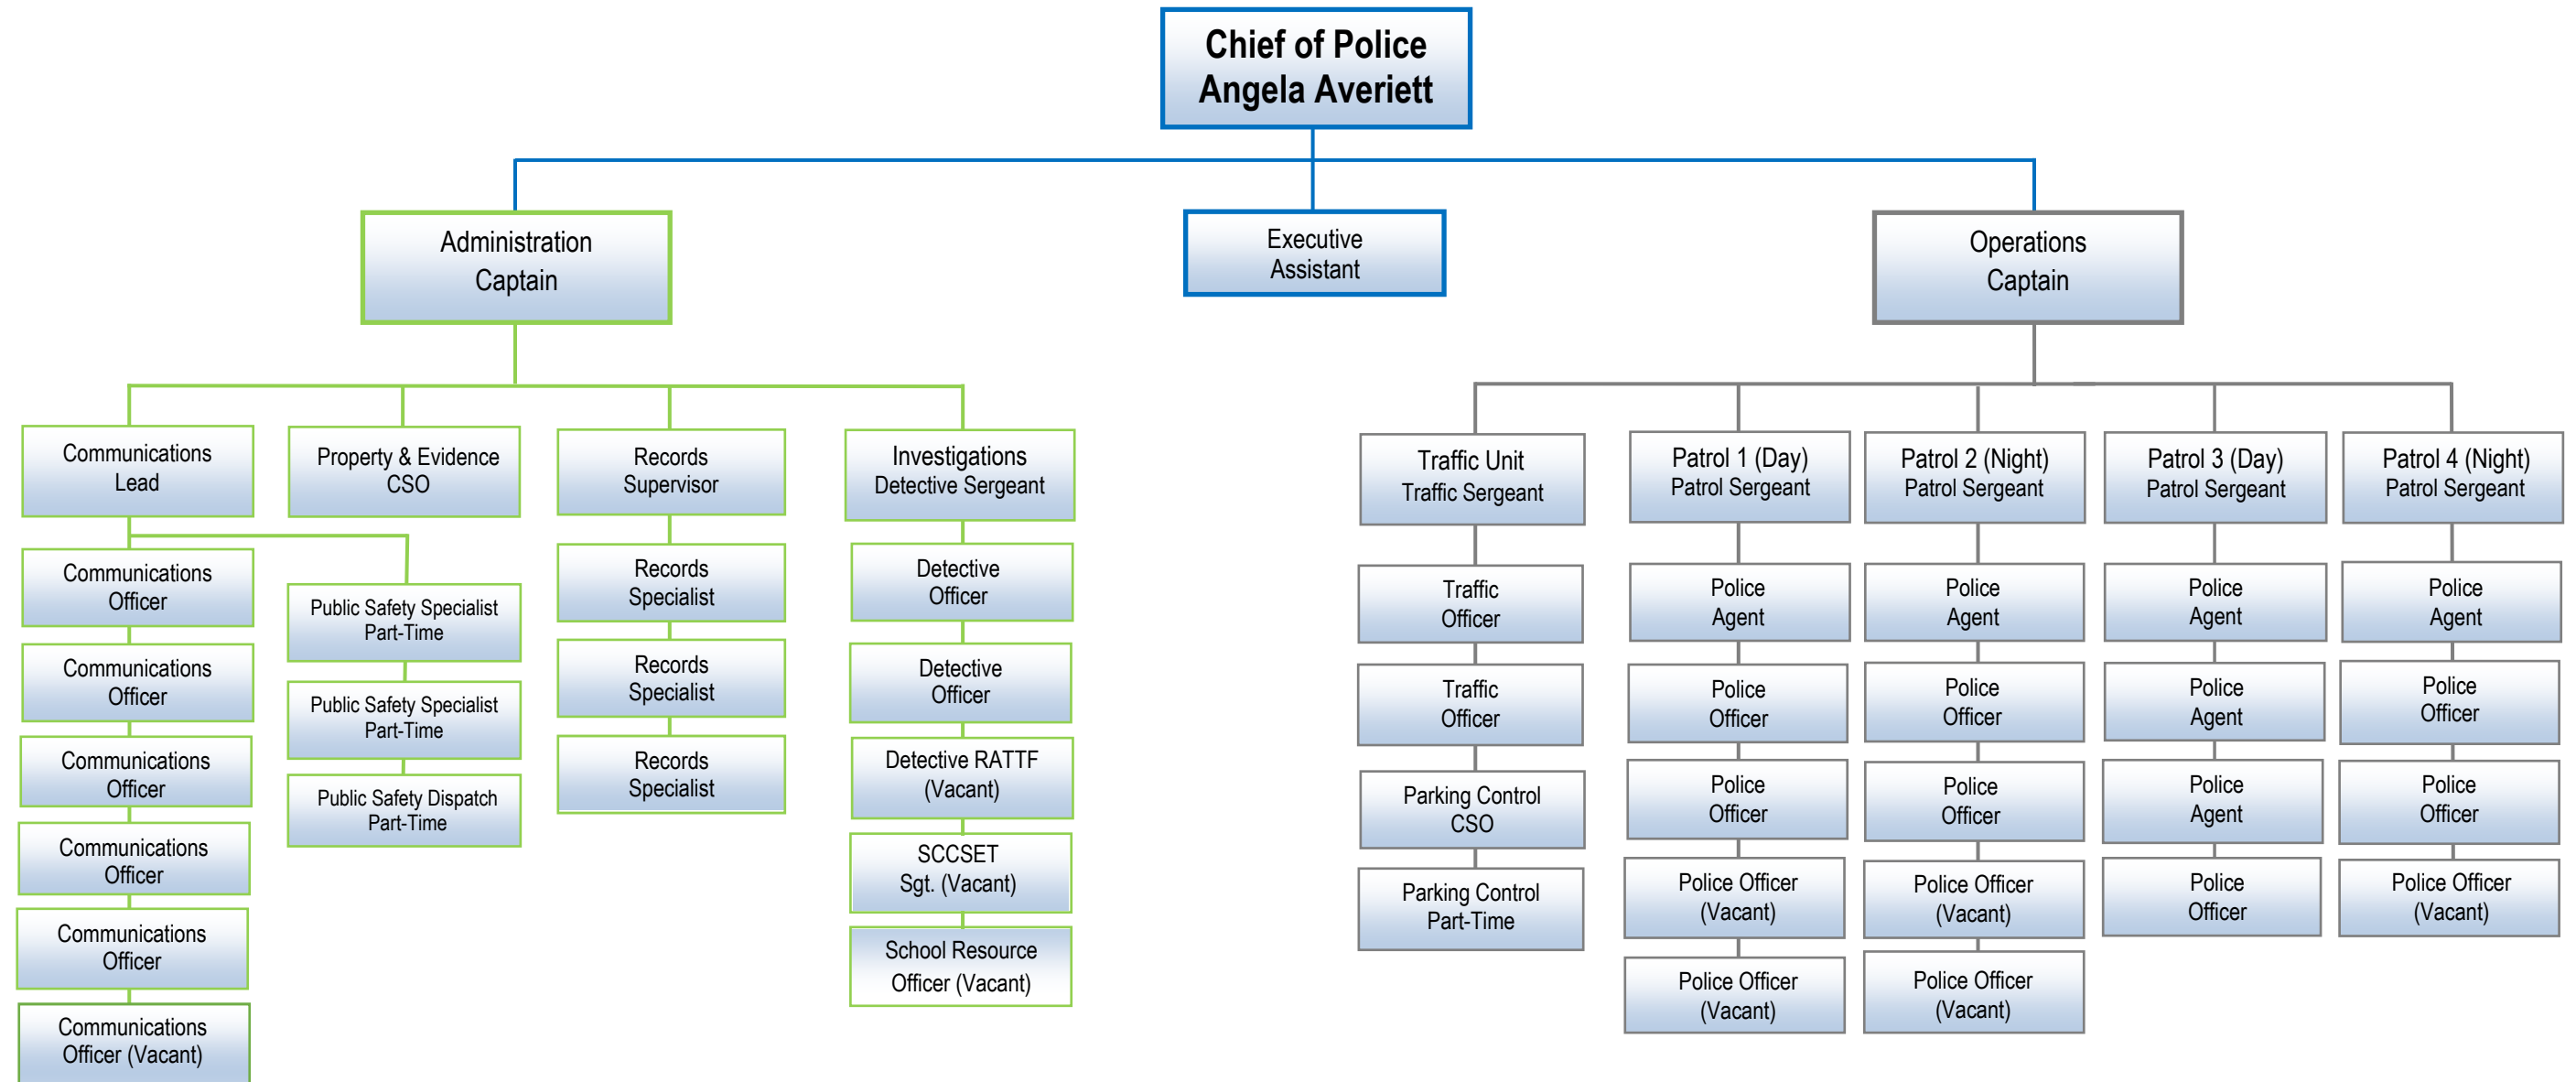 Chief of Police
Angela Averiett
Administration
Captain
Executive
Assistant
Operations
Captain
Communications
Lead
Communications
Officer
Communications
Officer
Communications
Officer
Communications
Officer
Communications
Officer
Communications
Officer (Vacant)
Property & Evidence
CSO
Public Safety Specialist
Part-Time
Public Safety Specialist
Part-Time
Public Safety Dispatch
Part-Time
Records
Supervisor
Records
Specialist
Records
Specialist
Records
Specialist
Investigations
Detective Sergeant
Detective
Officer
Detective
Officer
Detective RATTF
(Vacant)
SCCSET
Sgt. (Vacant)
School Resource
Officer (Vacant)
Traffic Unit
Traffic Sergeant
Traffic
Officer
Traffic
Officer
Parking Control
CSO
Parking Control
Part-Time
Patrol 1 (Day)
Patrol Sergeant
Police
Agent
Police
Officer
Police
Officer
Police Officer
(Vacant)
Police Officer
(Vacant)
Patrol 2 (Night)
Patrol Sergeant
Police
Agent
Police
Officer
Police
Officer
Police Officer
(Vacant)
Police Officer
(Vacant)
Patrol 3 (Day)
Patrol Sergeant
Police
Agent
Police
Agent
Police
Agent
Police
Officer
Patrol 4 (Night)
Patrol Sergeant
Police
Agent
Police
Officer
Police
Officer
Police Officer
(Vacant)